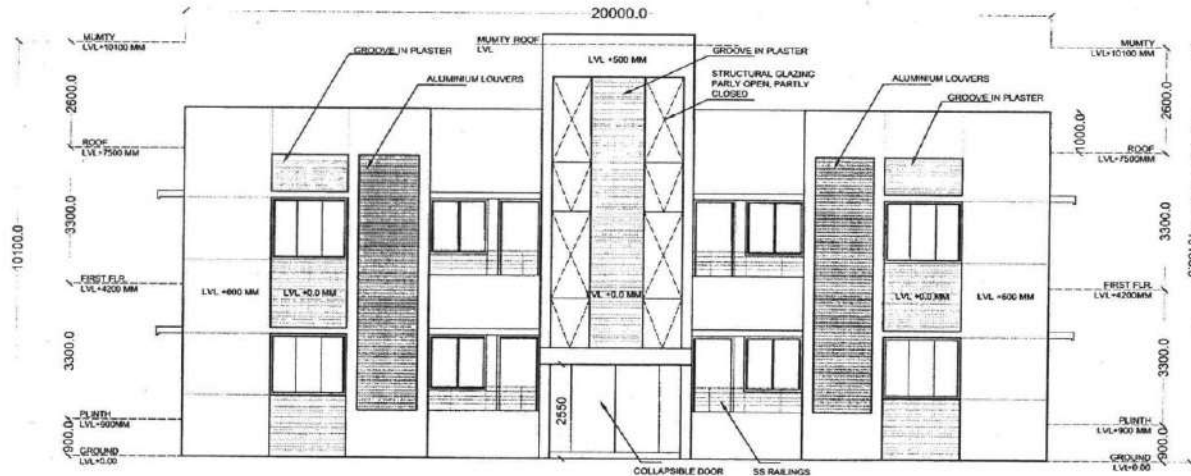 20000.0
MUMTY
LVL+10100 MM
GROOVE IN PLASTER
MUMTY ROOF
LVL
LVL +500 MM
GROOVE IN PLASTER
MUMTY
LVL+10100 MM
ALUMINIUM LOUVERS
STRUCTURAL GLAZING
PARLY OPEN, PARTLY
CLOSED
ALUMINIUM LOUVERS
GROOVE IN PLASTER
2600.0
2600.0
1000.0
ROOF
LVL+7500 MM
ROOF
LVL+7500MM
10100.0
3300.0
3300.0
FIRST FLR.
LVL+4200 MM
LVL +600 MM
LVL +0.0 MM
LVL +0.0 MM
LVL +0.0 MM
LVL +600 MM
FIRST FLR.
LVL+4200MM
3300.0
3300.0
2550
PLINTH
LVL+900MM
PLINTH
LVL+900 MM
900.0
900.0
GROUND
LVL+0.00
GROUND
LVL+0.00
COLLAPSIBLE DOOR
SS RAILINGS